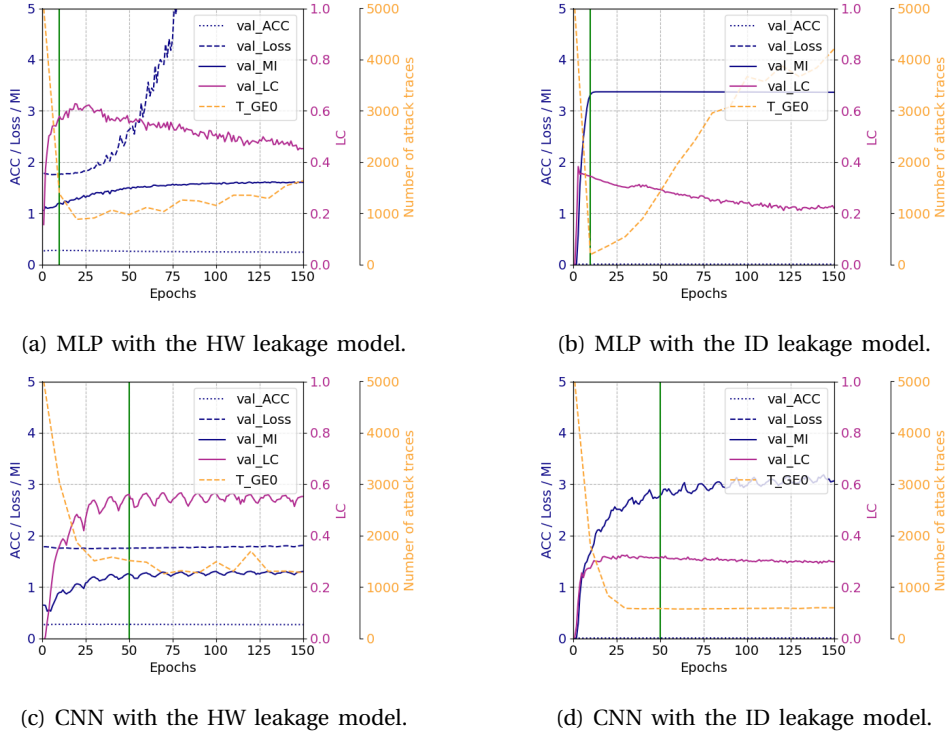 5 1.0 5000
4 0.8 4000
3 0.6 3000
2 0.4 2000
1 0.2 1000
0 0.0 0
0 25 50 75 100 125 150
Epochs
ACC / Loss / MI
LC
Number of attack traces
val_ACC
val_Loss
val_MI
val_LC
T_GE0
(a) MLP with the HW leakage model.
5 1.0 5000
4 0.8 4000
3 0.6 3000
2 0.4 2000
1 0.2 1000
0 0.0 0
0 25 50 75 100 125 150
Epochs
ACC / Loss / MI
LC
Number of attack traces
val_ACC
val_Loss
val_MI
val_LC
T_GE0
(b) MLP with the ID leakage model.
5 1.0 5000
4 0.8 4000
3 0.6 3000
2 0.4 2000
1 0.2 1000
0 0.0 0
0 25 50 75 100 125 150
Epochs
ACC / Loss / MI
LC
Number of attack traces
val_ACC
val_Loss
val_MI
val_LC
T_GE0
(c) CNN with the HW leakage model.
5 1.0 5000
4 0.8 4000
3 0.6 3000
2 0.4 2000
1 0.2 1000
0 0.0 0
0 25 50 75 100 125 150
Epochs
ACC / Loss / MI
LC
Number of attack traces
val_ACC
val_Loss
val_MI
val_LC
T_GE0
(d) CNN with the ID leakage model.